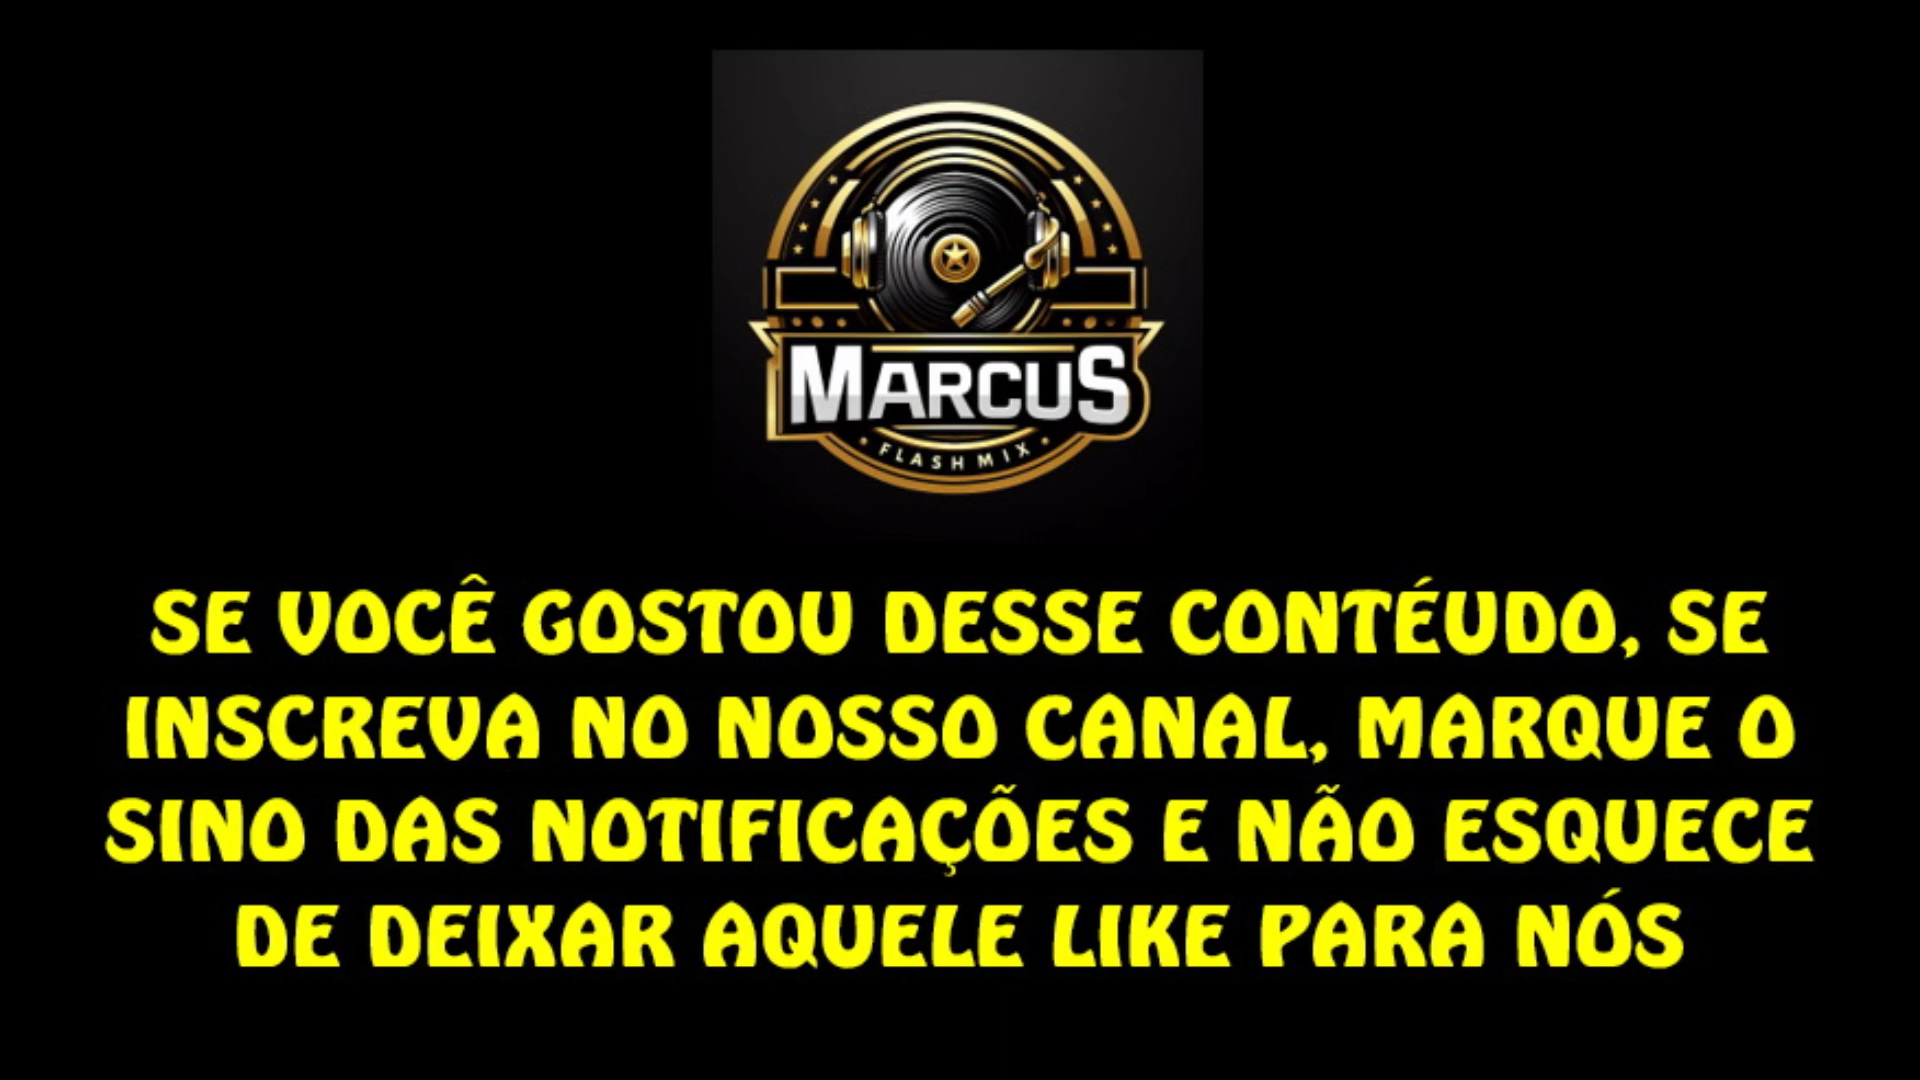 MARCUS
FLASH MIX
SE VOCÊ GOSTOU DESSE CONTÉUDO, SE
INSCREVA NO NOSSO CANAL, MARQUE O
SINO DAS NOTIFICAÇÕES E NÃO ESQUECE
DE DEIXAR AQUELE LIKE PARA NÓS